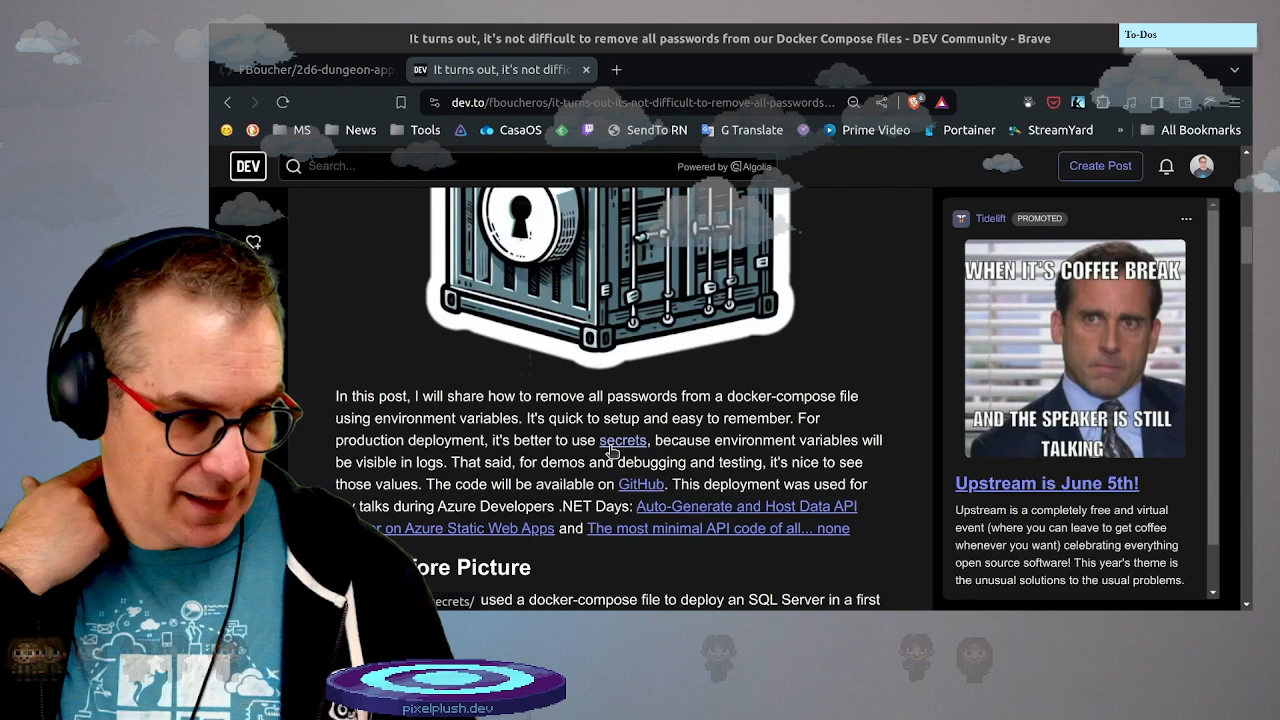 It turns out, it's not difficult to remove all passwords from our Docker Compose files - DEV Community - Brave
To-Dos
FBoucher/2d6-dungeon-app
DEV It turns out, it's not diffic
dev.to/fboucheros/it-turns-out-its-not-difficult-to-remove-all-passwords...
6
MS
News
Tools
CasaOS
SendTo RN
G Translate
Prime Video
Portainer
StreamYard
»
All Bookmarks
DEV
Search...
Powered by Algolia
Create Post
Tidelift PROMOTED
WHEN IT'S COFFEE BREAK
AND THE SPEAKER IS STILL
TALKING
Upstream is June 5th!
Upstream is a completely free and virtual
event (where you can leave to get coffee
whenever you want) celebrating everything
open source software! This year's theme is
the unusual solutions to the usual problems.
In this post, I will share how to remove all passwords from a docker-compose file
using environment variables. It's quick to setup and easy to remember. For
production deployment, it's better to use secrets, because environment variables will
be visible in logs. That said, for demos and debugging and testing, it's nice to see
those values. The code will be available on GitHub. This deployment was used for
talks during Azure Developers .NET Days: Auto-Generate and Host Data API
on Azure Static Web Apps and The most minimal API code of all... none
ore Picture
ecrets/ used a docker-compose file to deploy an SQL Server in a first
pixelplush.dev